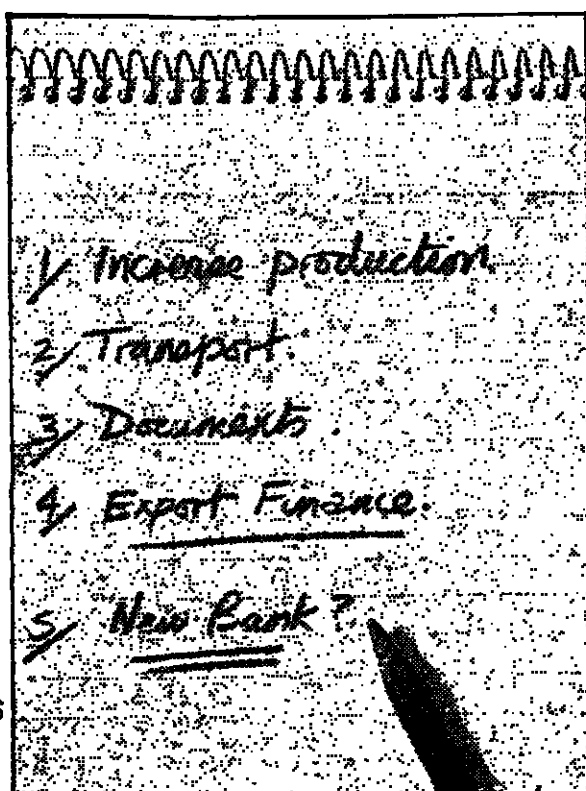 1/ Increase production.
2/ Transport.
3/ Documents.
4/ Export Finance.
5/ New Bank?